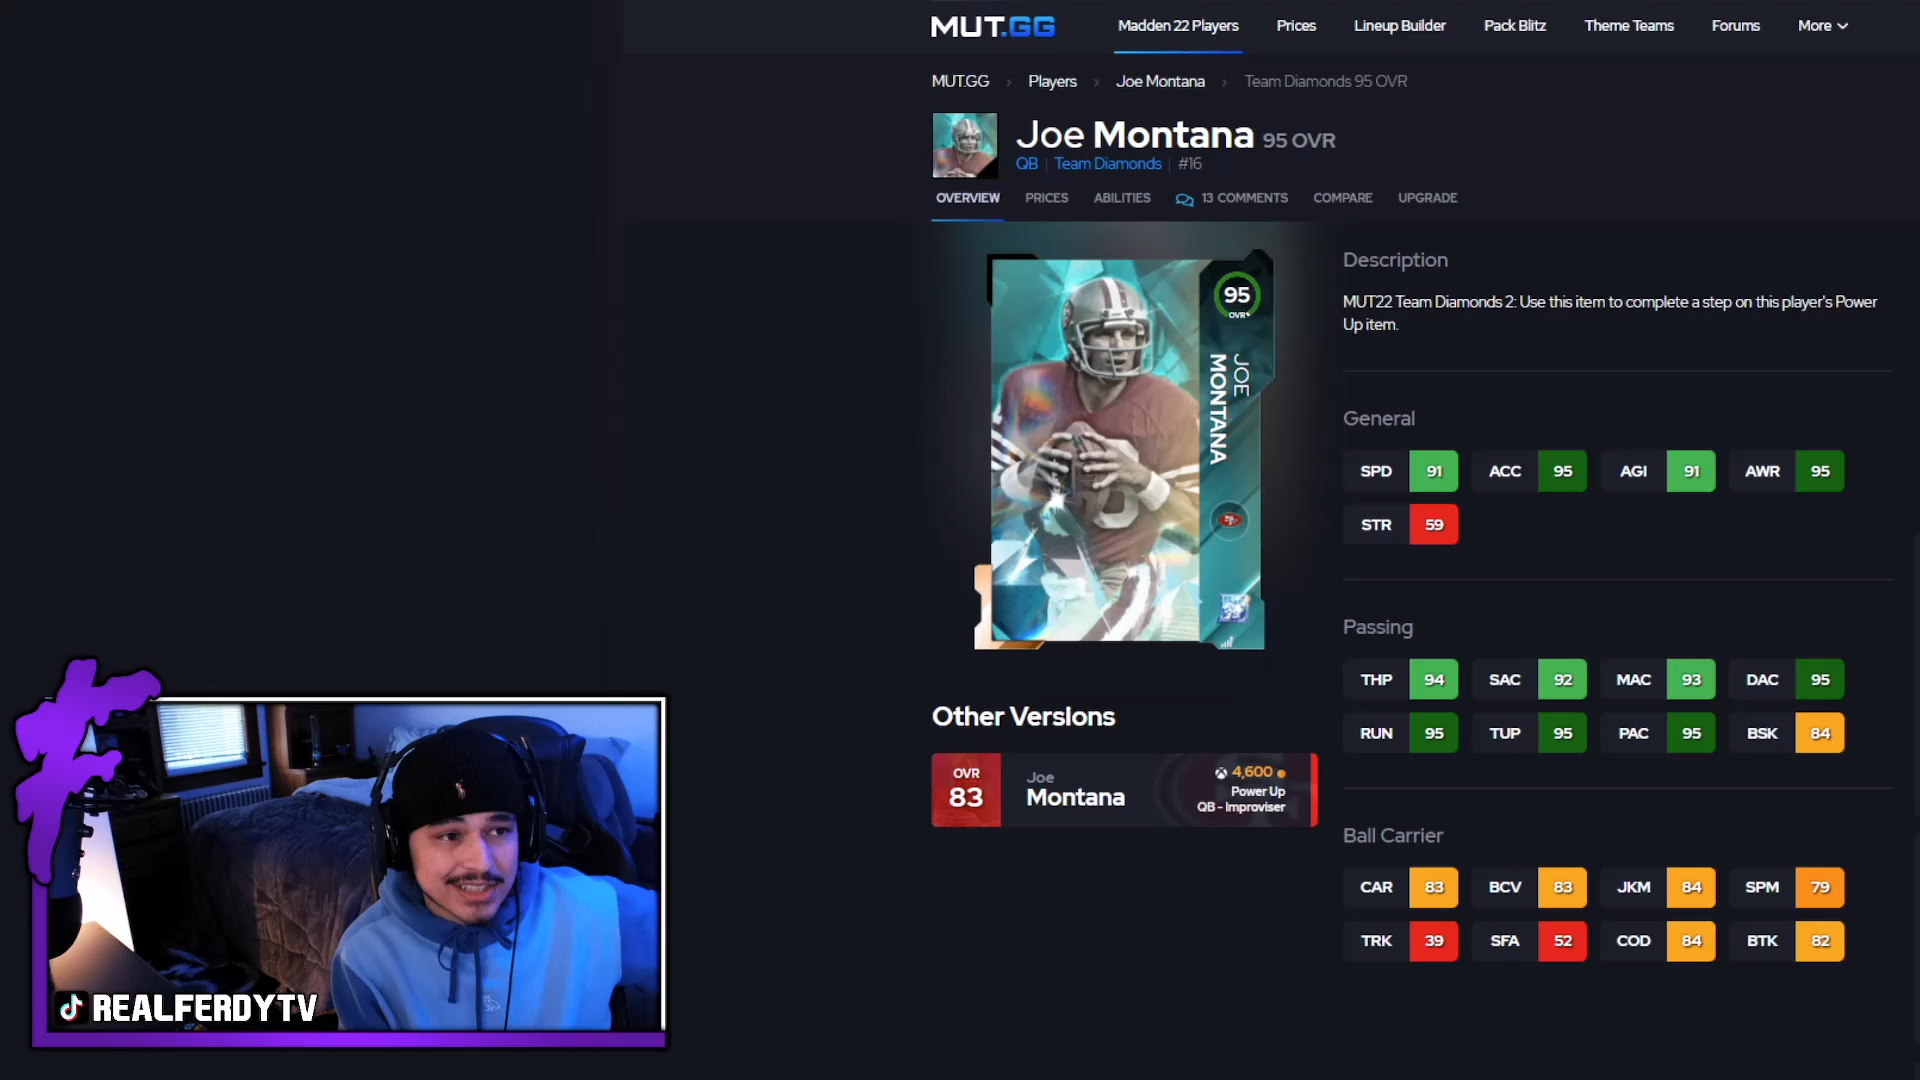 MUT.GG
Madden 22 Players
Prices
Lineup Builder
Pack Blitz
Theme Teams
Forums
More
MUT.GG › Players › Joe Montana › Team Diamonds 95 OVR
Joe Montana 95 OVR
QB | Team Diamonds | #16
OVERVIEW
PRICES
ABILITIES
13 COMMENTS
COMPARE
UPGRADE
95
OVR
JOE
MONTANA
Description
MUT22 Team Diamonds 2: Use this item to complete a step on this player's Power
Up item.
General
SPD 91 ACC 95 AGI 91 AWR 95
STR 59
Passing
THP 94 SAC 92 MAC 93 DAC 95
RUN 95 TUP 95 PAC 95 BSK 84
Other Versions
OVR
83
Joe
Montana
4,600
Power Up
QB - Improviser
Ball Carrier
CAR 83 BCV 83 JKM 84 SPM 79
TRK 39 SFA 52 COD 84 BTK 82
REALFERDYTV